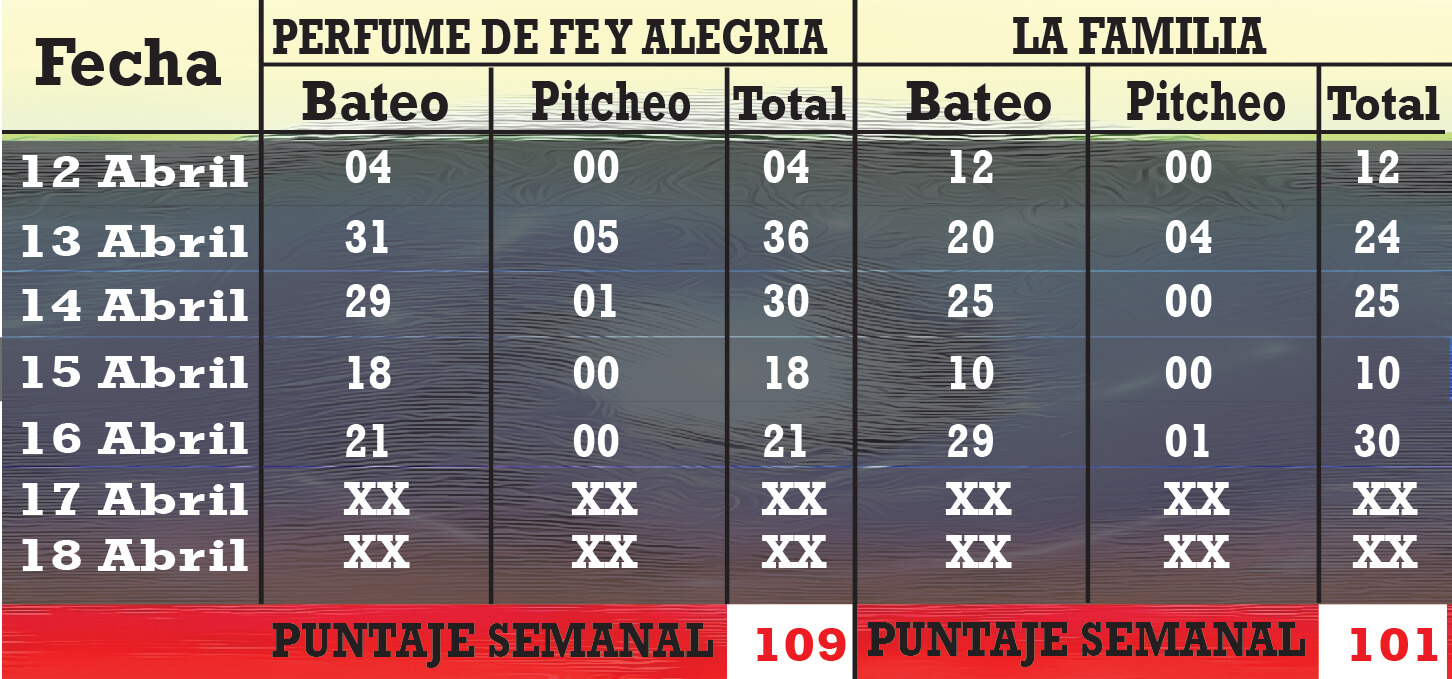 Fecha PERFUME DE FE Y ALEGRIA LA FAMILIA
Bateo Pitcheo Total Bateo Pitcheo Total
12 Abril 04 00 04 12 00 12
13 Abril 31 05 36 20 04 24
14 Abril 29 01 30 25 00 25
15 Abril 18 00 18 10 00 10
16 Abril 21 00 21 29 01 30
17 Abril XX XX XX XX XX XX
18 Abril XX XX XX XX XX XX
PUNTAJE SEMANAL 109 PUNTAJE SEMANAL 101